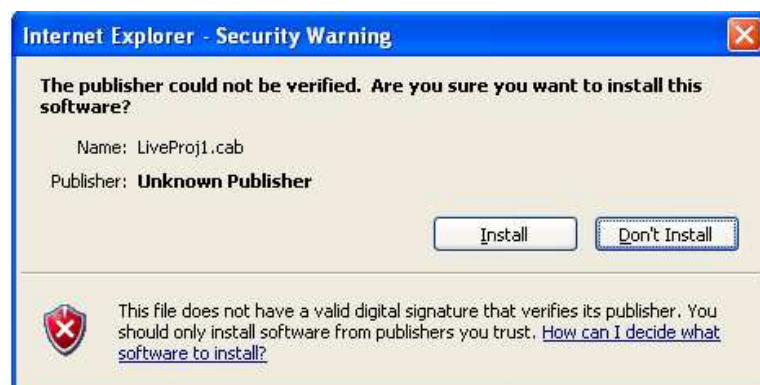 Internet Explorer - Security Warning
The publisher could not be verified. Are you sure you want to install this
software?
Name: LiveProj1.cab
Publisher: Unknown Publisher
Install Don't Install
This file does not have a valid digital signature that verifies its publisher. You
should only install software from publishers you trust. How can I decide what
software to install?